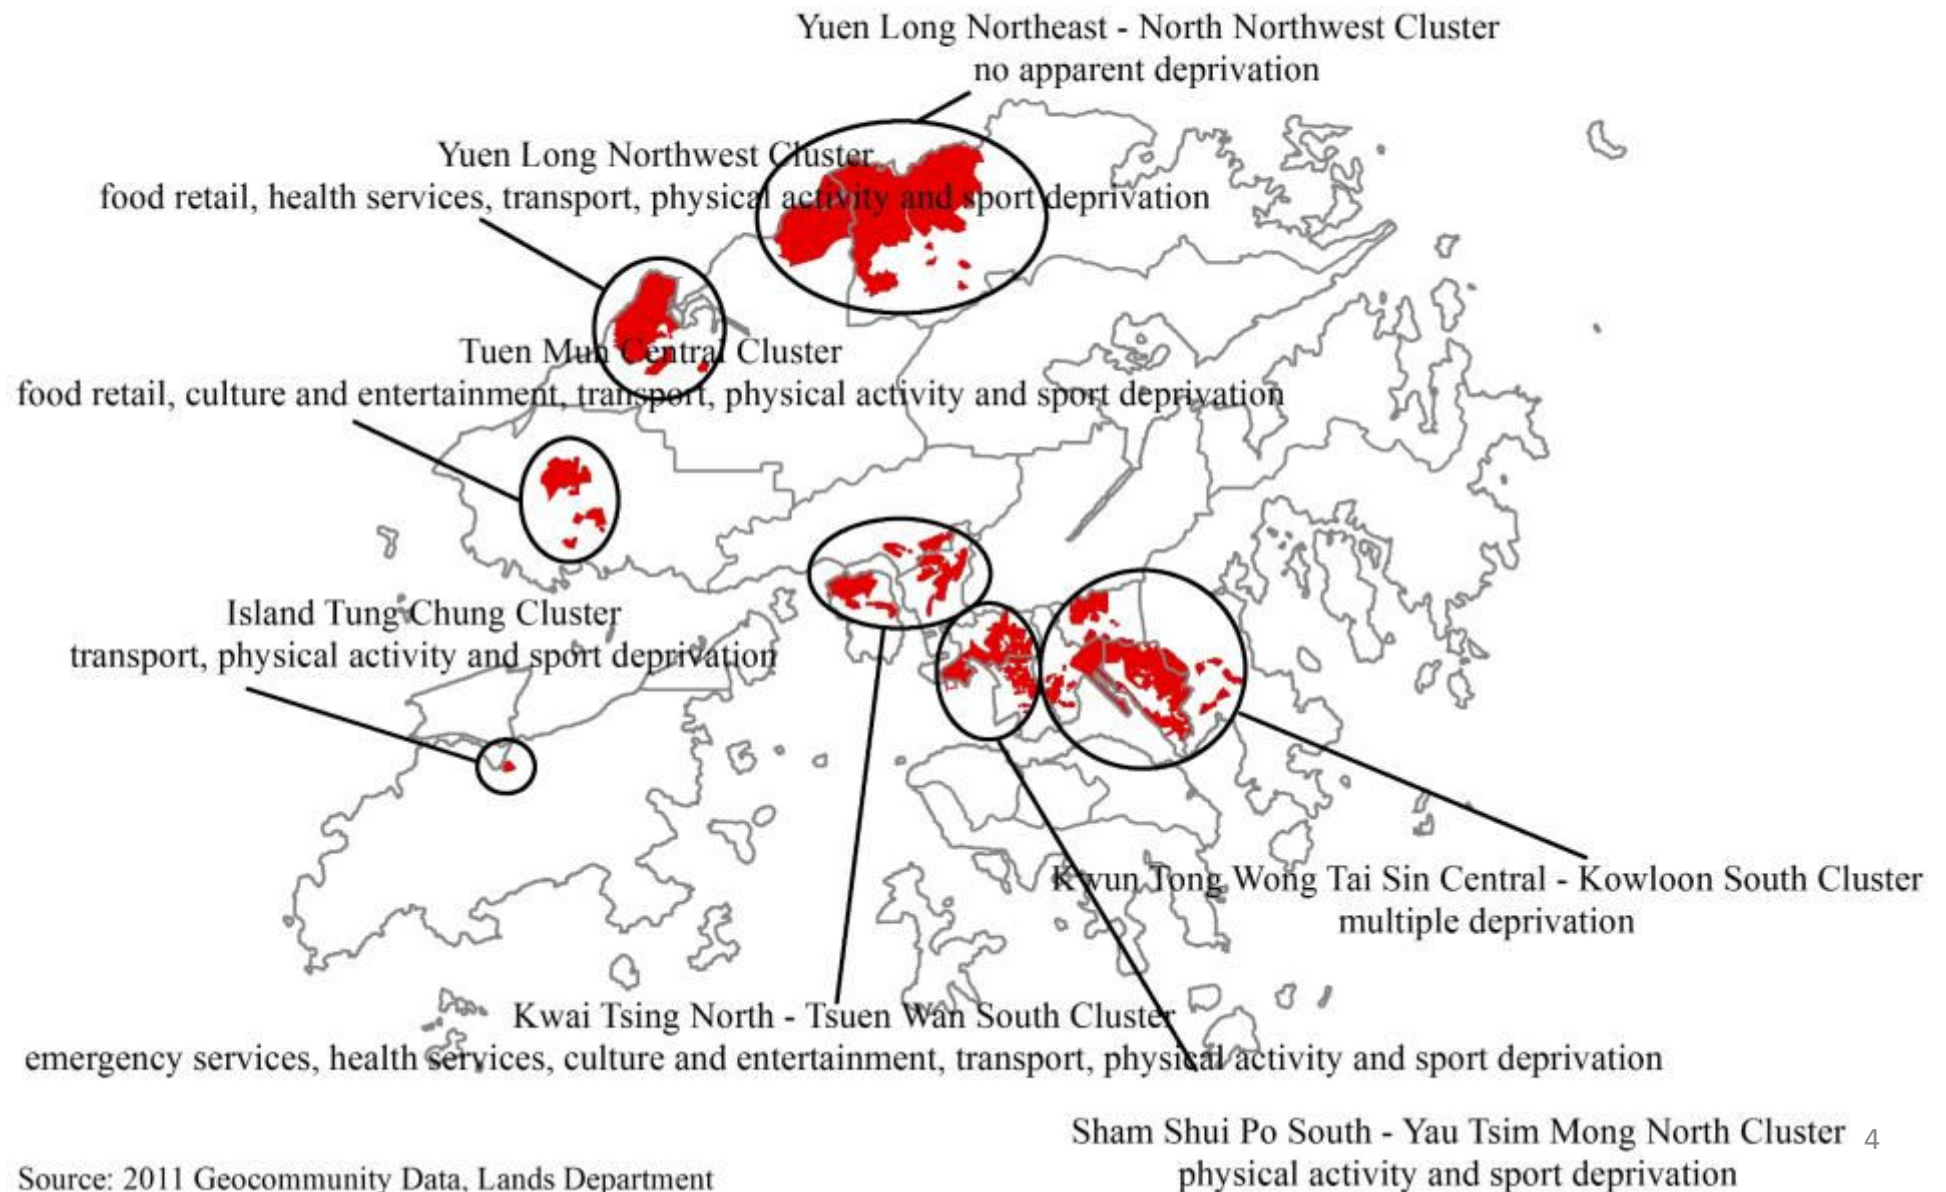 Yuen Long Northeast - North Northwest Cluster
no apparent deprivation
Yuen Long Northwest Cluster
food retail, health services, transport, physical activity and sport deprivation
Tuen Mun Central Cluster
food retail, culture and entertainment, transport, physical activity and sport deprivation
Island Tung Chung Cluster
transport, physical activity and sport deprivation
Kwun Tong Wong Tai Sin Central - Kowloon South Cluster
multiple deprivation
Kwai Tsing North - Tsuen Wan South Cluster
emergency services, health services, culture and entertainment, transport, physical activity and sport deprivation
Sham Shui Po South - Yau Tsim Mong North Cluster
physical activity and sport deprivation
4
Source: 2011 Geocommunity Data, Lands Department